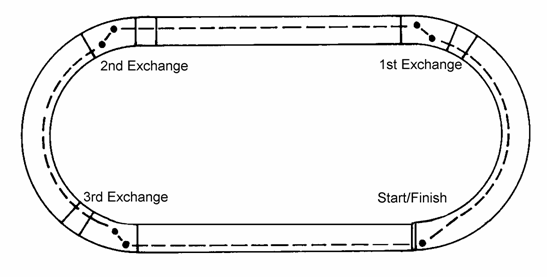 2nd Exchange
1st Exchange
3rd Exchange
Start/Finish